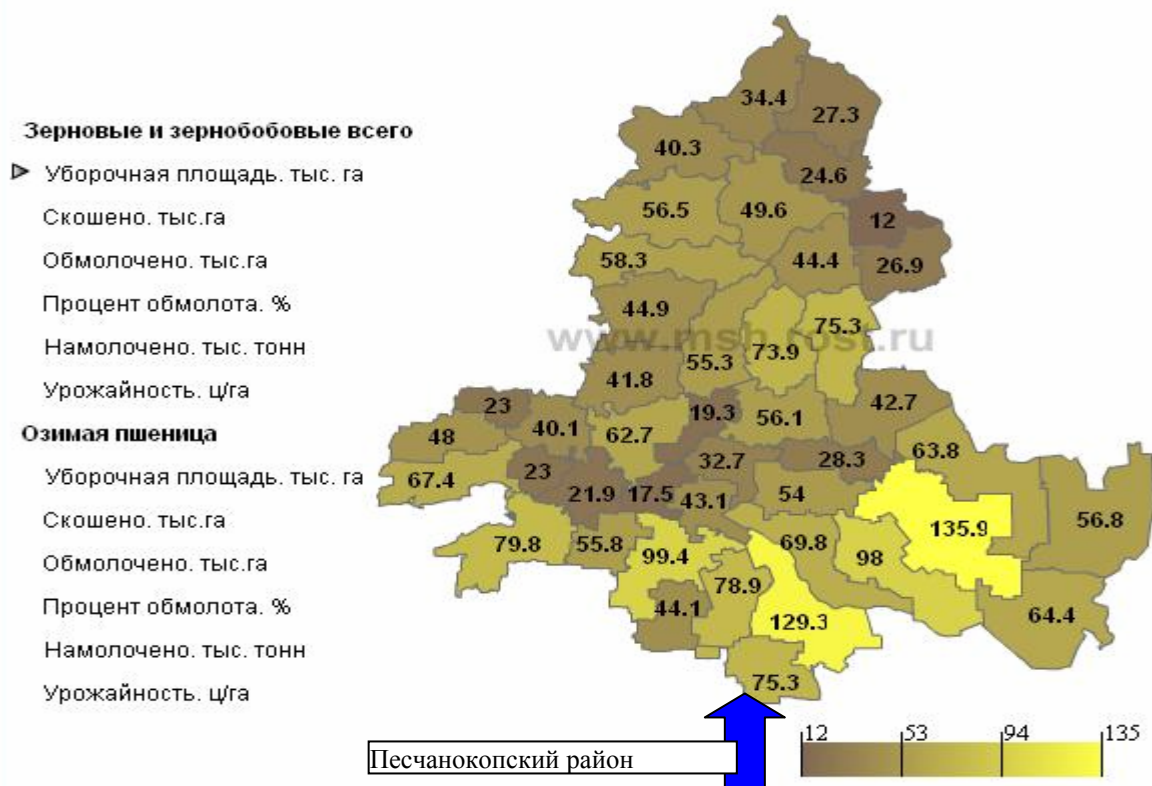 34.4
27.3
Зерновые и зернобобовые всего
40.3
Уборочная площадь. тыс. га
24.6
Скошено. тыс.га
56.5
49.6
12
Обмолочено. тыс.га
58.3
44.4
26.9
Процент обмолота. %
44.9
75.3
www.msh.rost.ru
Намолочено. тыс. тонн
55.3
73.9
Урожайность. ц/га
41.8
23
19.3
56.1
42.7
Озимая пшеница
48
40.1
62.7
63.8
Уборочная площадь. тыс. га
67.4
23
32.7
28.3
21.9
17.5
43.1
54
Скошено. тыс.га
135.9
56.8
Обмолочено. тыс.га
79.8
55.8
99.4
69.8
98
Процент обмолота. %
44.1
78.9
64.4
Намолочено. тыс. тонн
129.3
Урожайность. ц/га
75.3
12
53
94
135
Песчанокопский район